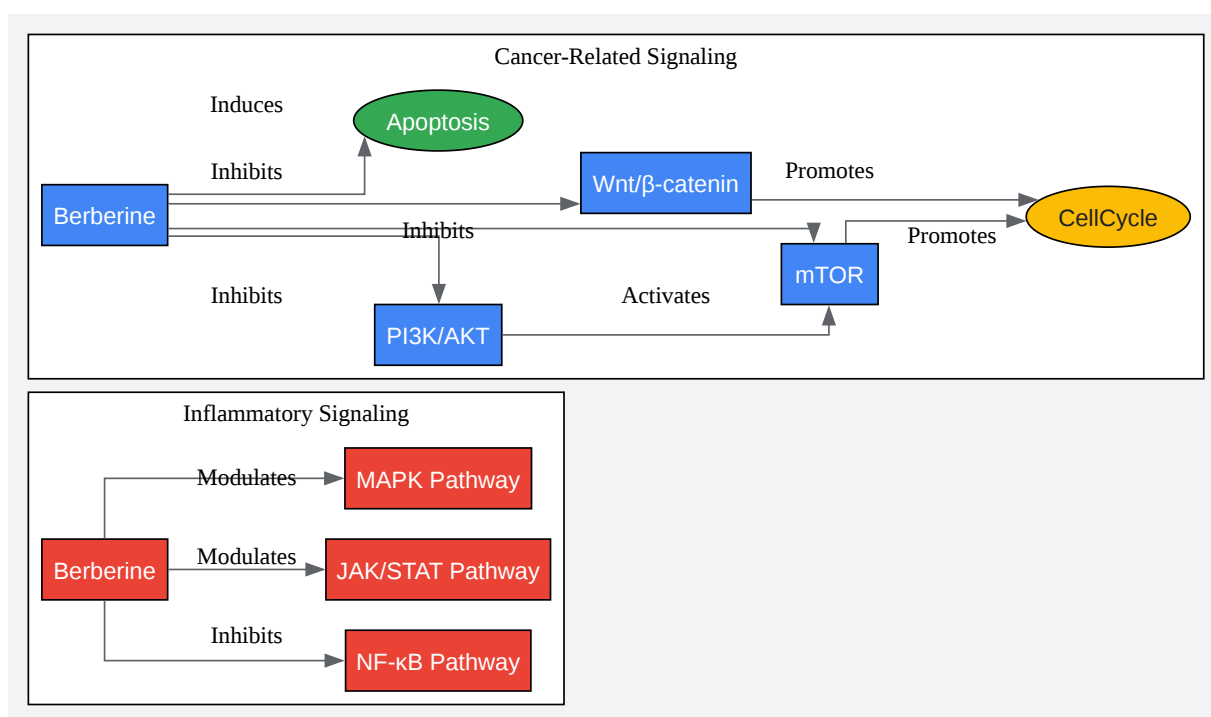 Cancer-Related Signaling
Induces
Apoptosis
Inhibits
Wnt/β-catenin
Promotes
Berberine
Inhibits
CellCycle
Promotes
mTOR
Inhibits
Activates
PI3K/AKT
Inflammatory Signaling
Modulates
MAPK Pathway
Berberine
Modulates
JAK/STAT Pathway
Inhibits
NF-κB Pathway